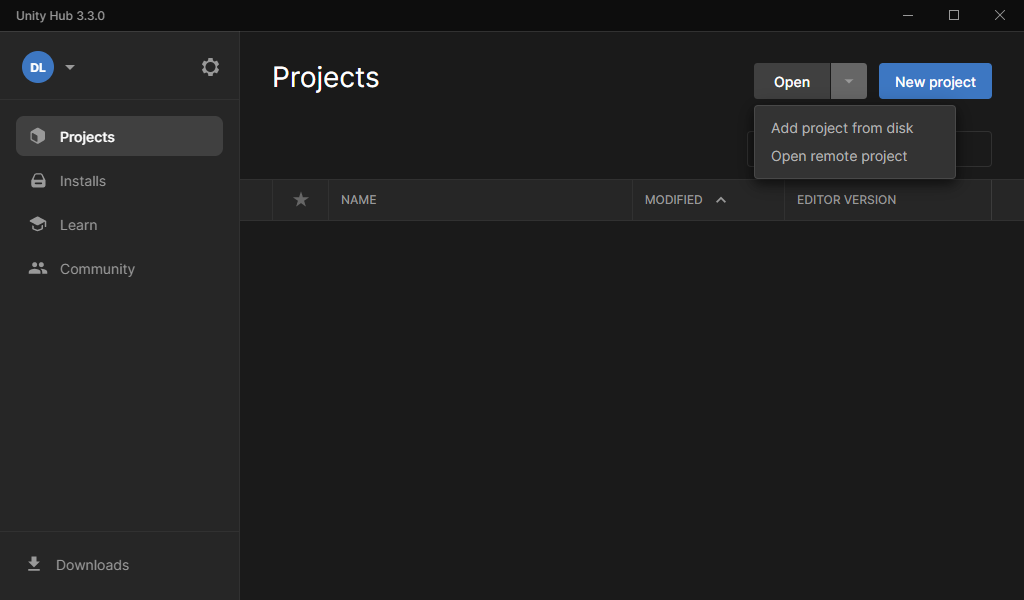 Unity Hub 3.3.0
DL
Projects
Installs
Learn
Community
Downloads
Projects
Open
New project
Add project from disk
Open remote project
NAME
MODIFIED
EDITOR VERSION